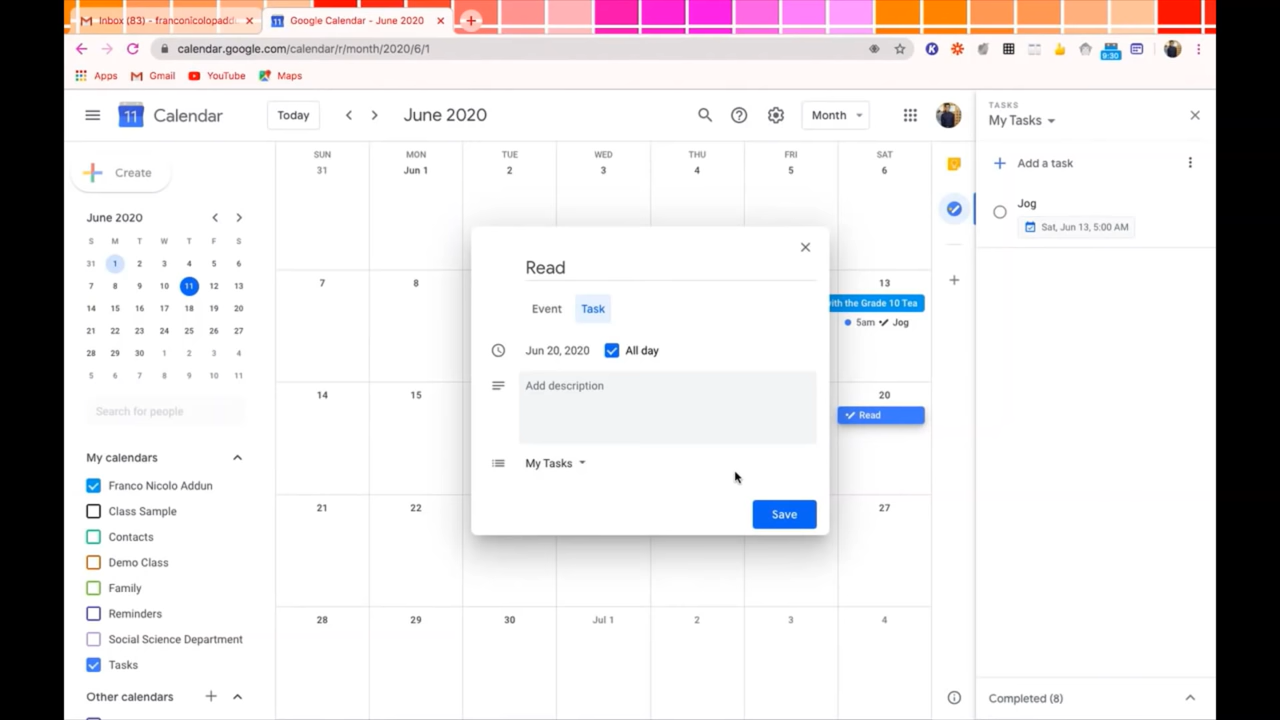 Inbox (83) - franconicolopadd
Google Calendar - June 2020
calendar.google.com/calendar/r/month/2020/6/1
9:30
Apps
Gmail
YouTube
Maps
11
Calendar
Today
June 2020
Month
TASKS
My Tasks
Create
Add a task
Jog
Sat, Jun 13, 5:00 AM
Completed (8)
June 2020
S M T W T F S
31 1 2 3 4 5 6
7 8 9 10 11 12 13
14 15 16 17 18 19 20
21 22 23 24 25 26 27
28 29 30 1 2 3 4
5 6 7 8 9 10 11
Search for people
My calendars
Franco Nicolo Addun
Class Sample
Contacts
Demo Class
Family
Reminders
Social Science Department
Tasks
Other calendars
SUN MON TUE WED THU FRI SAT
31 Jun 1 2 3 4 5 6
7 8 13
with the Grade 10 Tea
5am Jog
14 15 20
Read
21 22 27
28 29 30 Jul 1 2 3 4
Read
Event Task
Jun 20, 2020 All day
Add description
My Tasks
Save